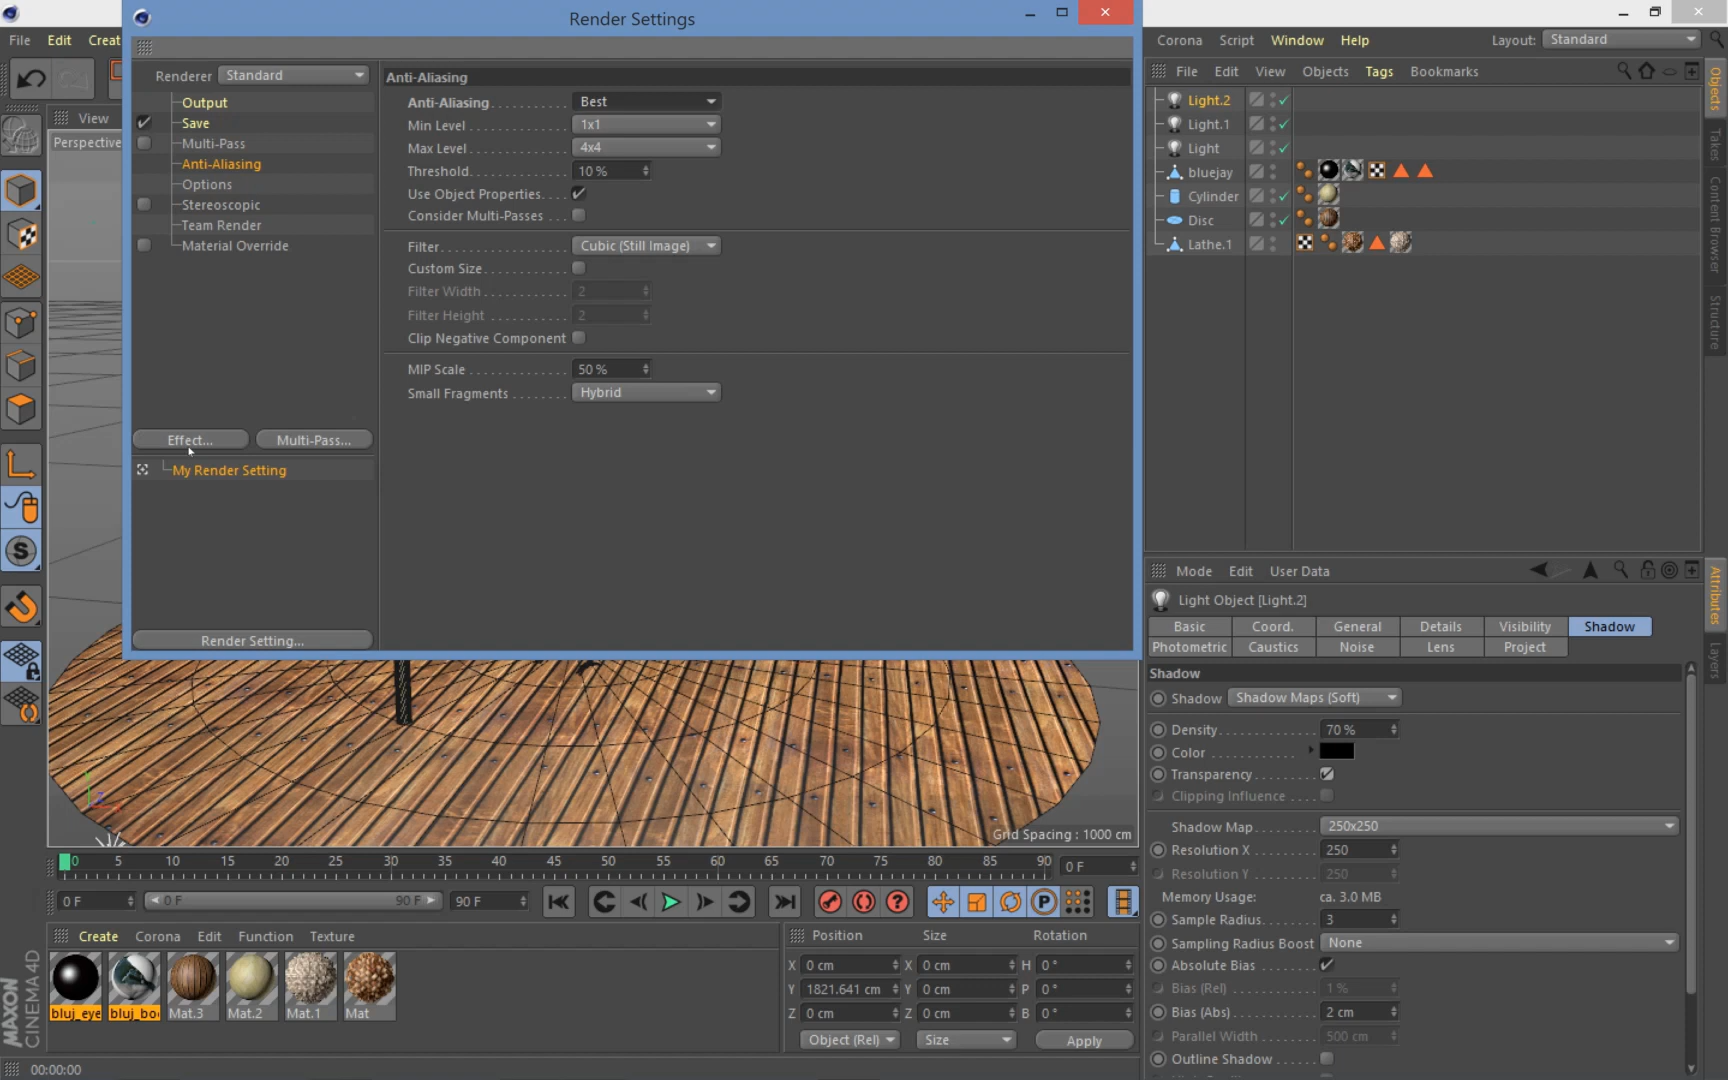 Render Settings
File Edit Creat
Corona Script Window Help Layout: Standard
Renderer Standard
Output
Save
Multi-Pass
Anti-Aliasing
Options
Stereoscopic
Team Render
Material Override
Effect... Multi-Pass...
My Render Setting
Render Setting...
Anti-Aliasing
Anti-Aliasing Best
Min Level 1x1
Max Level 4x4
Threshold 10 %
Use Object Properties
Consider Multi-Passes
Filter Cubic (Still Image)
Custom Size
Filter Width 2
Filter Height 2
Clip Negative Component
MIP Scale 50 %
Small Fragments Hybrid
View
Perspective
Grid Spacing : 1000 cm
File Edit View Objects Tags Bookmarks
Light.2
Light.1
Light
bluejay
Cylinder
Disc
Lathe.1
Objects
Takes
Content Browser
Structure
Mode Edit User Data
Light Object [Light.2]
Basic Coord. General Details Visibility Shadow
Photometric Caustics Noise Lens Project
Shadow
Shadow Shadow Maps (Soft)
Density 70 %
Color
Transparency
Clipping Influence
Shadow Map 250x250
Resolution X 250
Resolution Y 250
Memory Usage: ca. 3.0 MB
Sample Radius 3
Sampling Radius Boost None
Absolute Bias
Bias (Rel) 1 %
Bias (Abs) 2 cm
Parallel Width 500 cm
Outline Shadow
Attributes
Layers
0 5 10 15 20 25 30 35 40 45 50 55 60 65 70 75 80 85 90 0 F
0 F 0 F 90 F 90 F
Create Corona Edit Function Texture
bluj_eye bluj_bo Mat.3 Mat.2 Mat.1 Mat
Position Size Rotation
X 0 cm X 0 cm H 0 °
Y 1821.641 cm Y 0 cm P 0 °
Z 0 cm Z 0 cm B 0 °
Object (Rel) Size Apply
MAXON
CINEMA4D
00:00:00